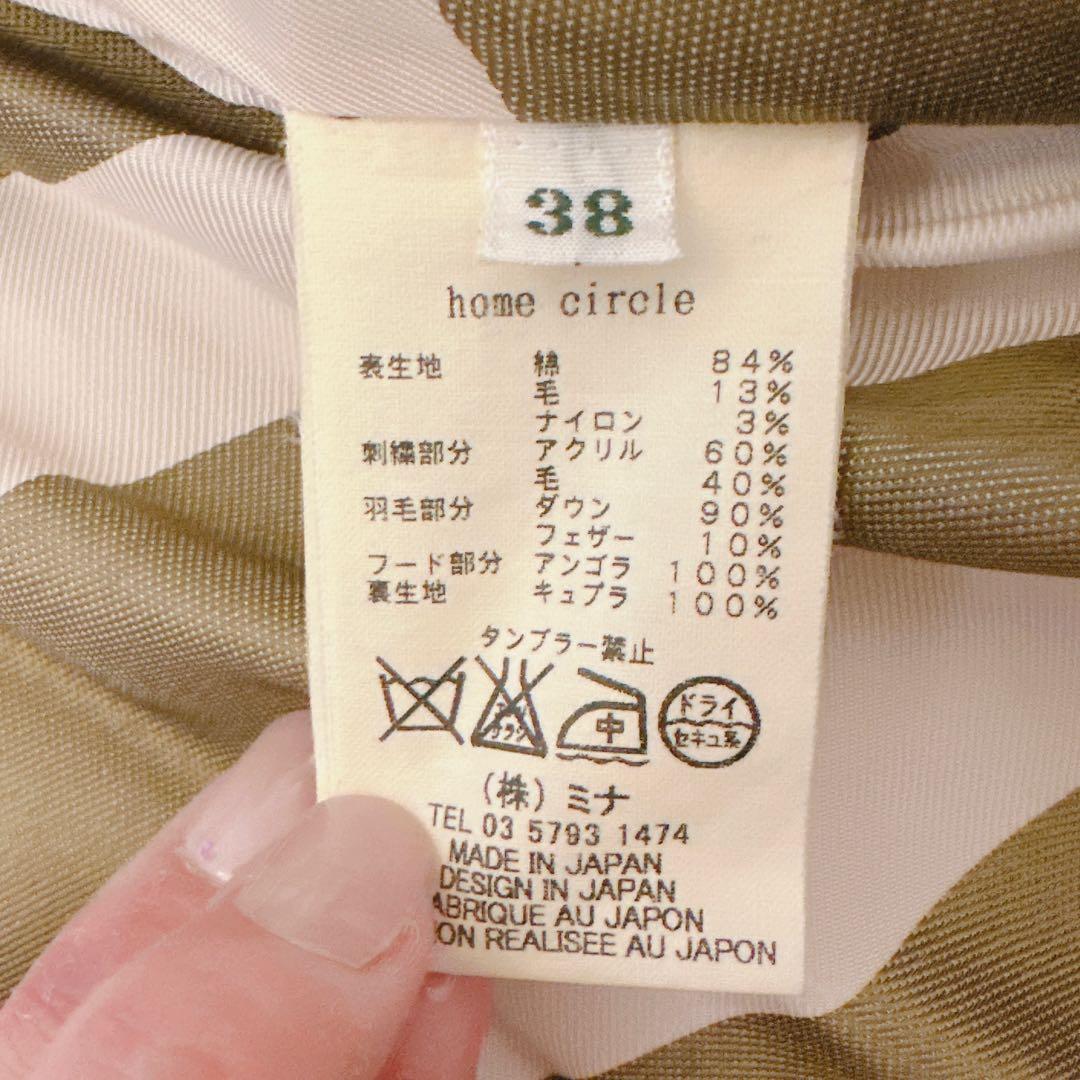 38
home circle
表生地 綿 84%
毛 13%
ナイロン 3%
刺繍部分 アクリル 60%
毛 40%
羽毛部分 ダウン 90%
フェザー 10%
フード部分 アンゴラ 100%
裏生地 キュプラ 100%
タンブラー禁止
中 ドライ
セキユ系
(株) ミナ
TEL 03 5793 1474
MADE IN JAPAN
DESIGN IN JAPAN
AU JAPON
REALISEE AU JAPON